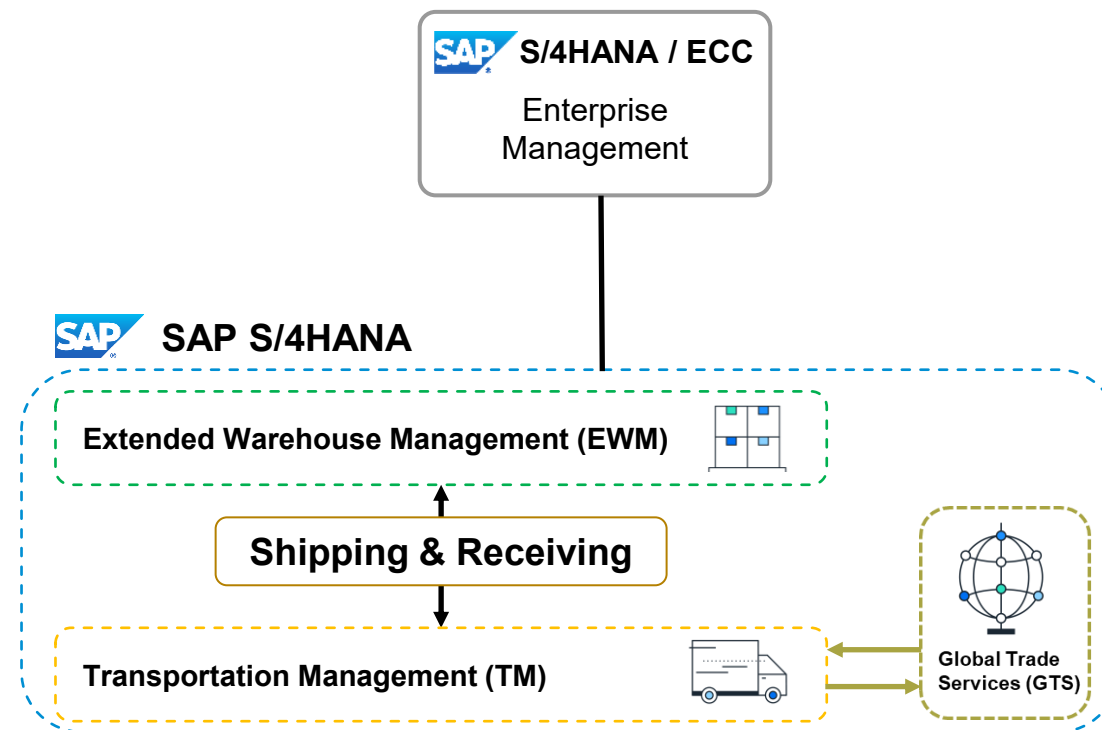 SAP S/4HANA / ECC
Enterprise
Management
SAP SAP S/4HANA
Extended Warehouse Management (EWM)
Shipping & Receiving
Transportation Management (TM)
Global Trade
Services (GTS)